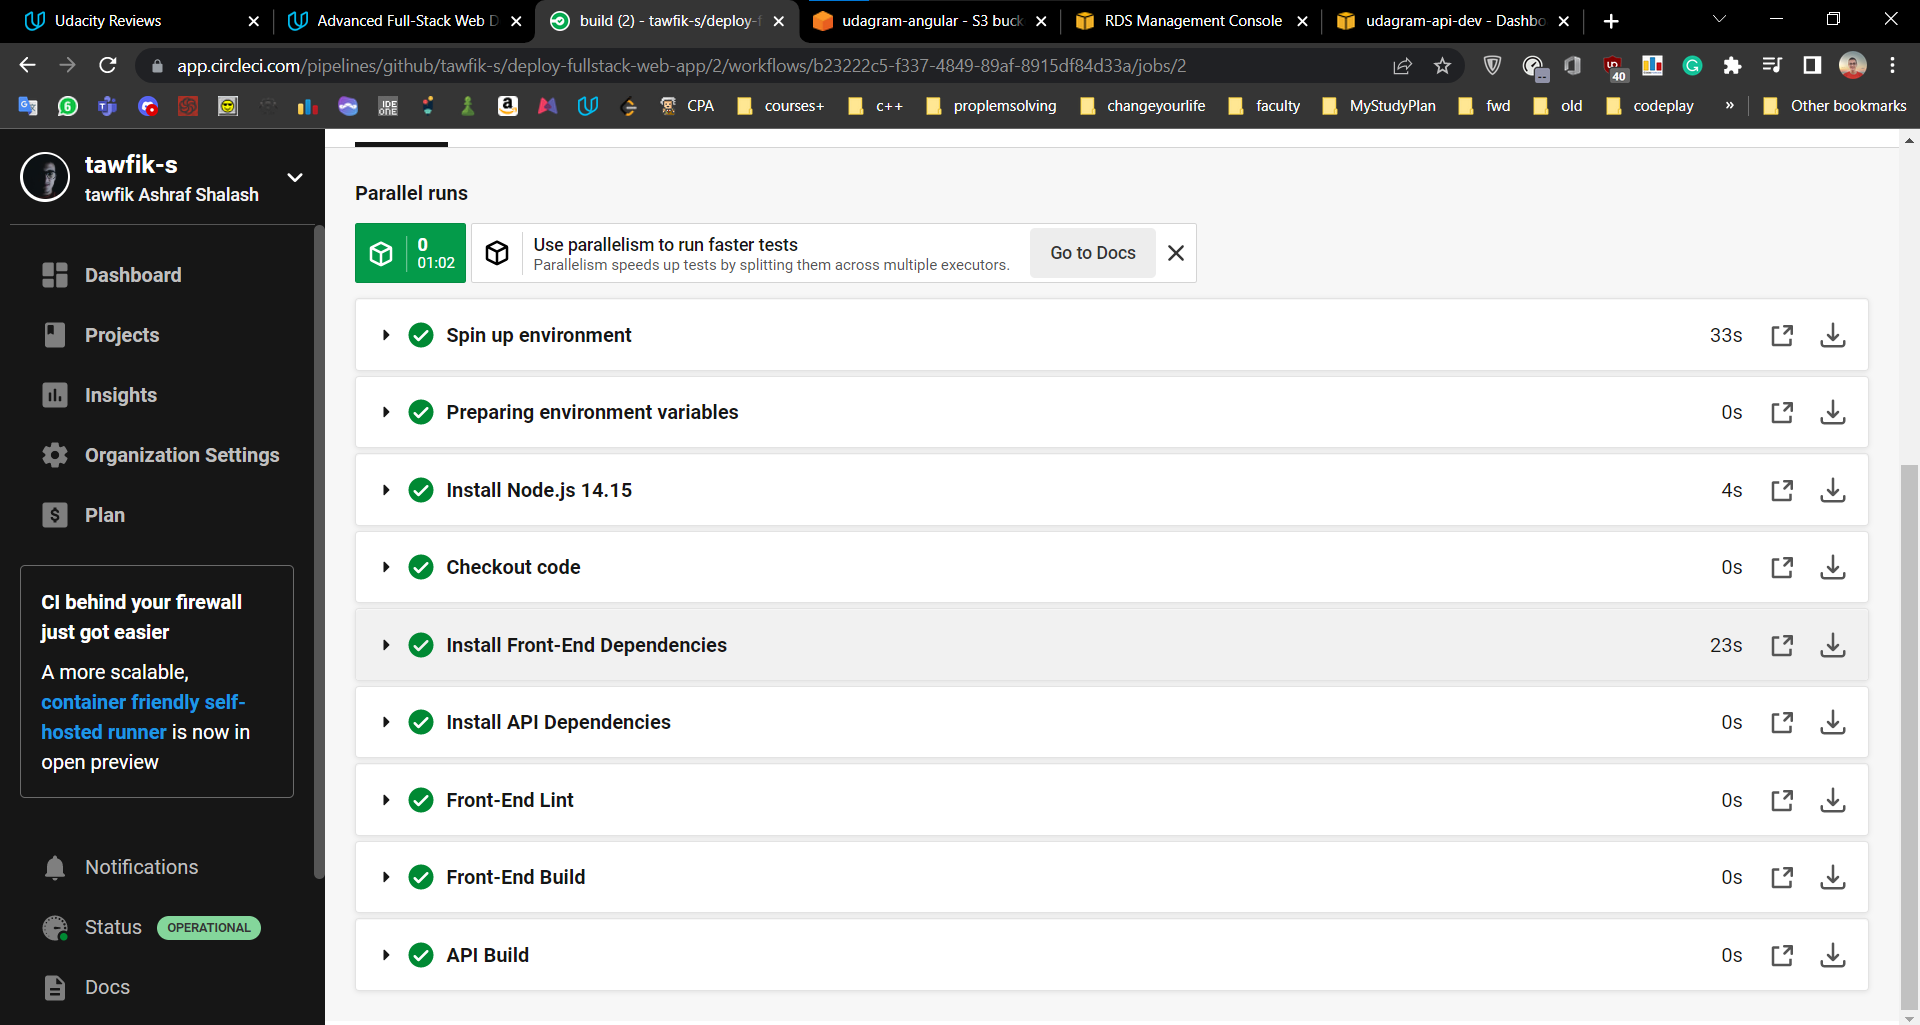 Udacity Reviews
Advanced Full-Stack Web D
build (2) - tawfik-s/deploy-f
udagram-angular - S3 buck
RDS Management Console
udagram-api-dev - Dashbo
app.circleci.com/pipelines/github/tawfik-s/deploy-fullstack-web-app/2/workflows/b23222c5-f337-4849-89af-8915df84d33a/jobs/2
40
6
IDE
ONE
CPA
courses+
c++
proplemsolving
changeyourlife
faculty
MyStudyPlan
fwd
old
codeplay
»
Other bookmarks
tawfik-s
tawfik Ashraf Shalash
Dashboard
Projects
Insights
Organization Settings
Plan
CI behind your firewall
just got easier
A more scalable,
container friendly self-
hosted runner is now in
open preview
Notifications
Status OPERATIONAL
Docs
Parallel runs
0
01:02
Use parallelism to run faster tests
Parallelism speeds up tests by splitting them across multiple executors.
Go to Docs
Spin up environment 33s
Preparing environment variables 0s
Install Node.js 14.15 4s
Checkout code 0s
Install Front-End Dependencies 23s
Install API Dependencies 0s
Front-End Lint 0s
Front-End Build 0s
API Build 0s